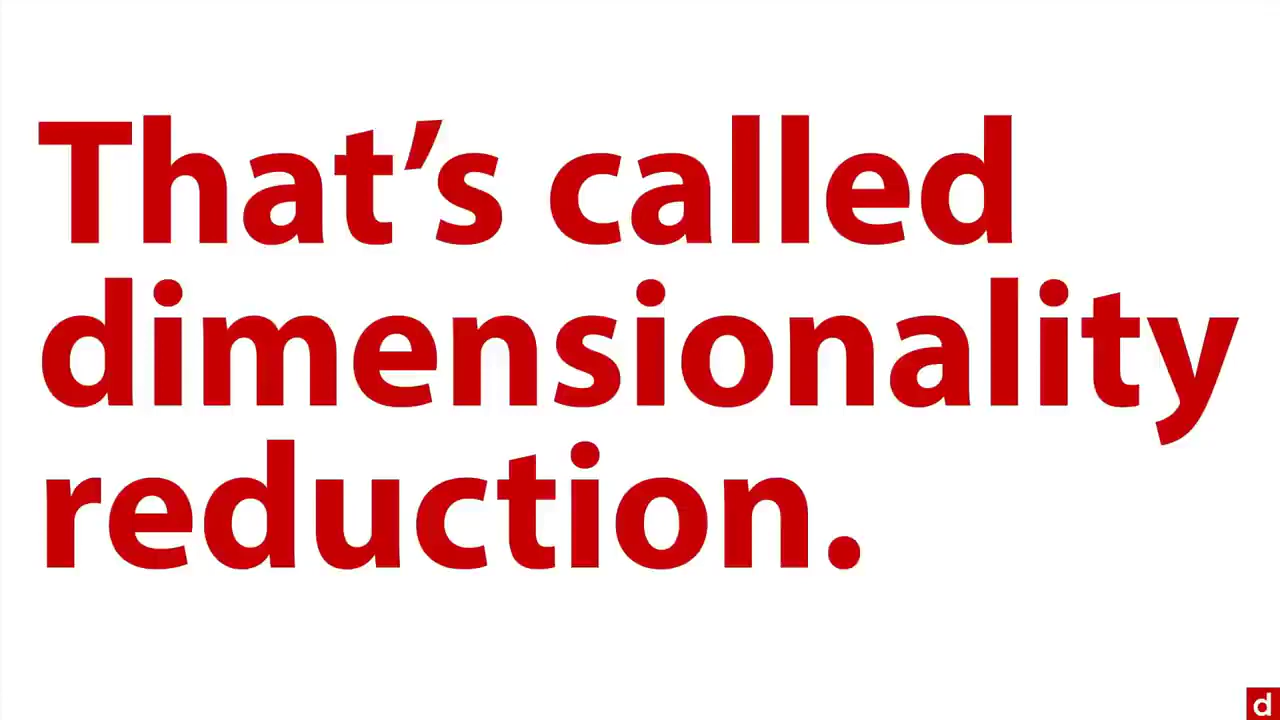 That’s called
dimensionality
reduction.
d